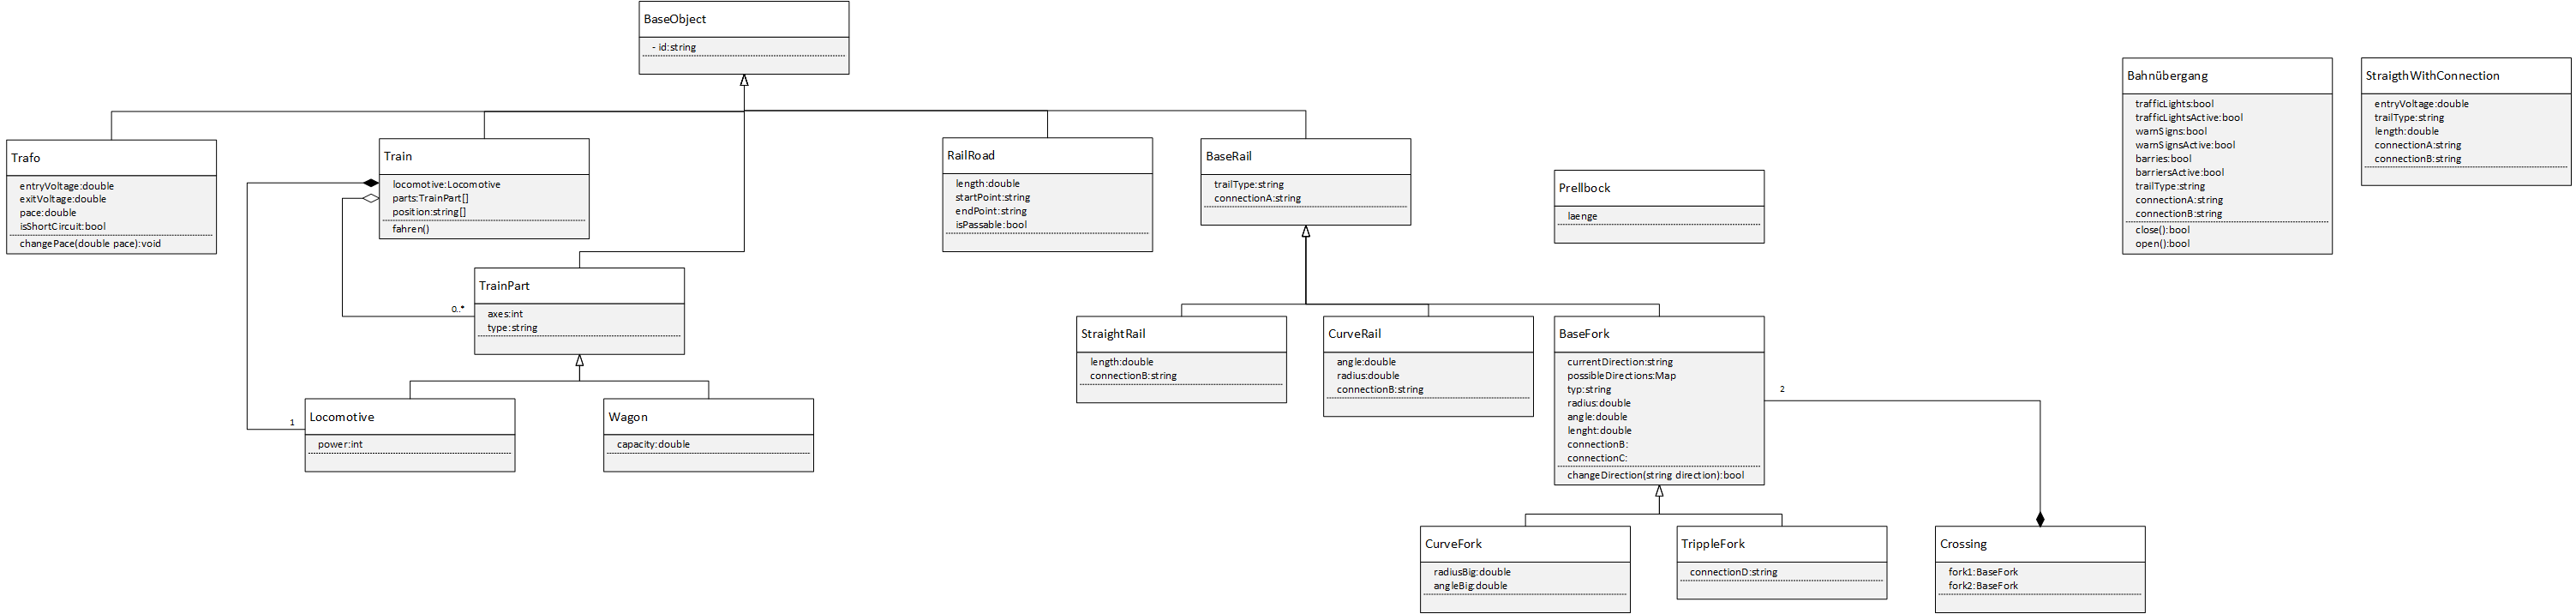 BaseObject
- id:string
Bahnübergang
trafficLights:bool
trafficLightsActive:bool
warnSigns:bool
warnSignsActive:bool
barries:bool
barriersActive:bool
trailType:string
connectionA:string
connectionB:string
close():bool
open():bool
StraigthWithConnection
entryVoltage:double
trailType:string
length:double
connectionA:string
connectionB:string
Trafo
entryVoltage:double
exitVoltage:double
pace:double
isShortCircuit:bool
changePace(double pace):void
Train
locomotive:Locomotive
parts:TrainPart[]
position:string[]
fahren()
RailRoad
length:double
startPoint:string
endPoint:string
isPassable:bool
BaseRail
trailType:string
connectionA:string
Prellbock
laenge
TrainPart
axes:int
type:string
0..*
StraightRail
length:double
connectionB:string
CurveRail
angle:double
radius:double
connectionB:string
BaseFork
currentDirection:string
possibleDirections:Map
typ:string
radius:double
angle:double
lenght:double
connectionB:
connectionC:
changeDirection(string direction):bool
2
1
Locomotive
power:int
Wagon
capacity:double
CurveFork
radiusBig:double
angleBig:double
TrippleFork
connectionD:string
Crossing
fork1:BaseFork
fork2:BaseFork